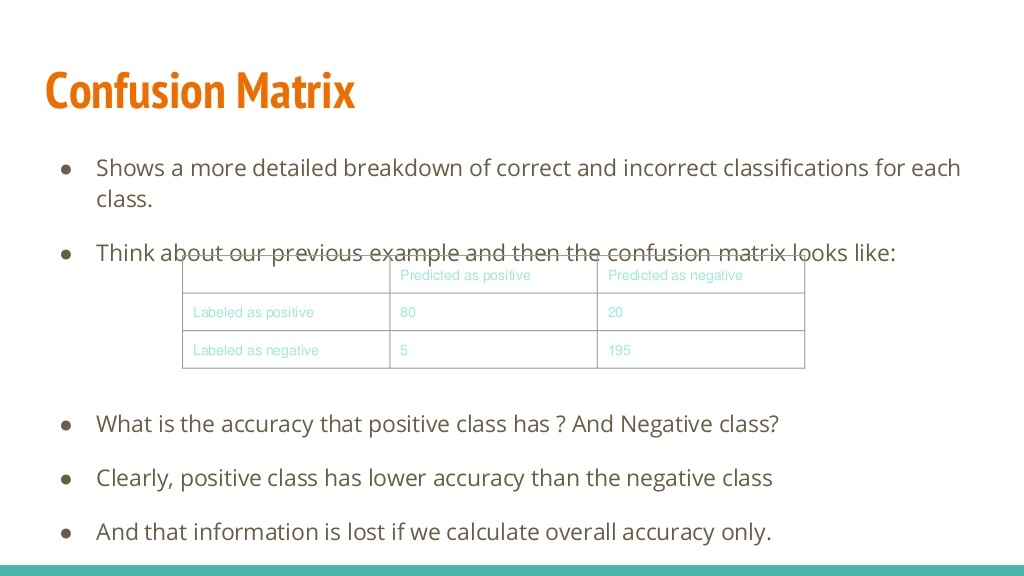 Confusion Matrix
● Shows a more detailed breakdown of correct and incorrect classifications for each
class.
● Think about our previous example and then the confusion matrix looks like:
Predicted as positive Predicted as negative
Labeled as positive 80 20
Labeled as negative 5 195
● What is the accuracy that positive class has ? And Negative class?
● Clearly, positive class has lower accuracy than the negative class
● And that information is lost if we calculate overall accuracy only.